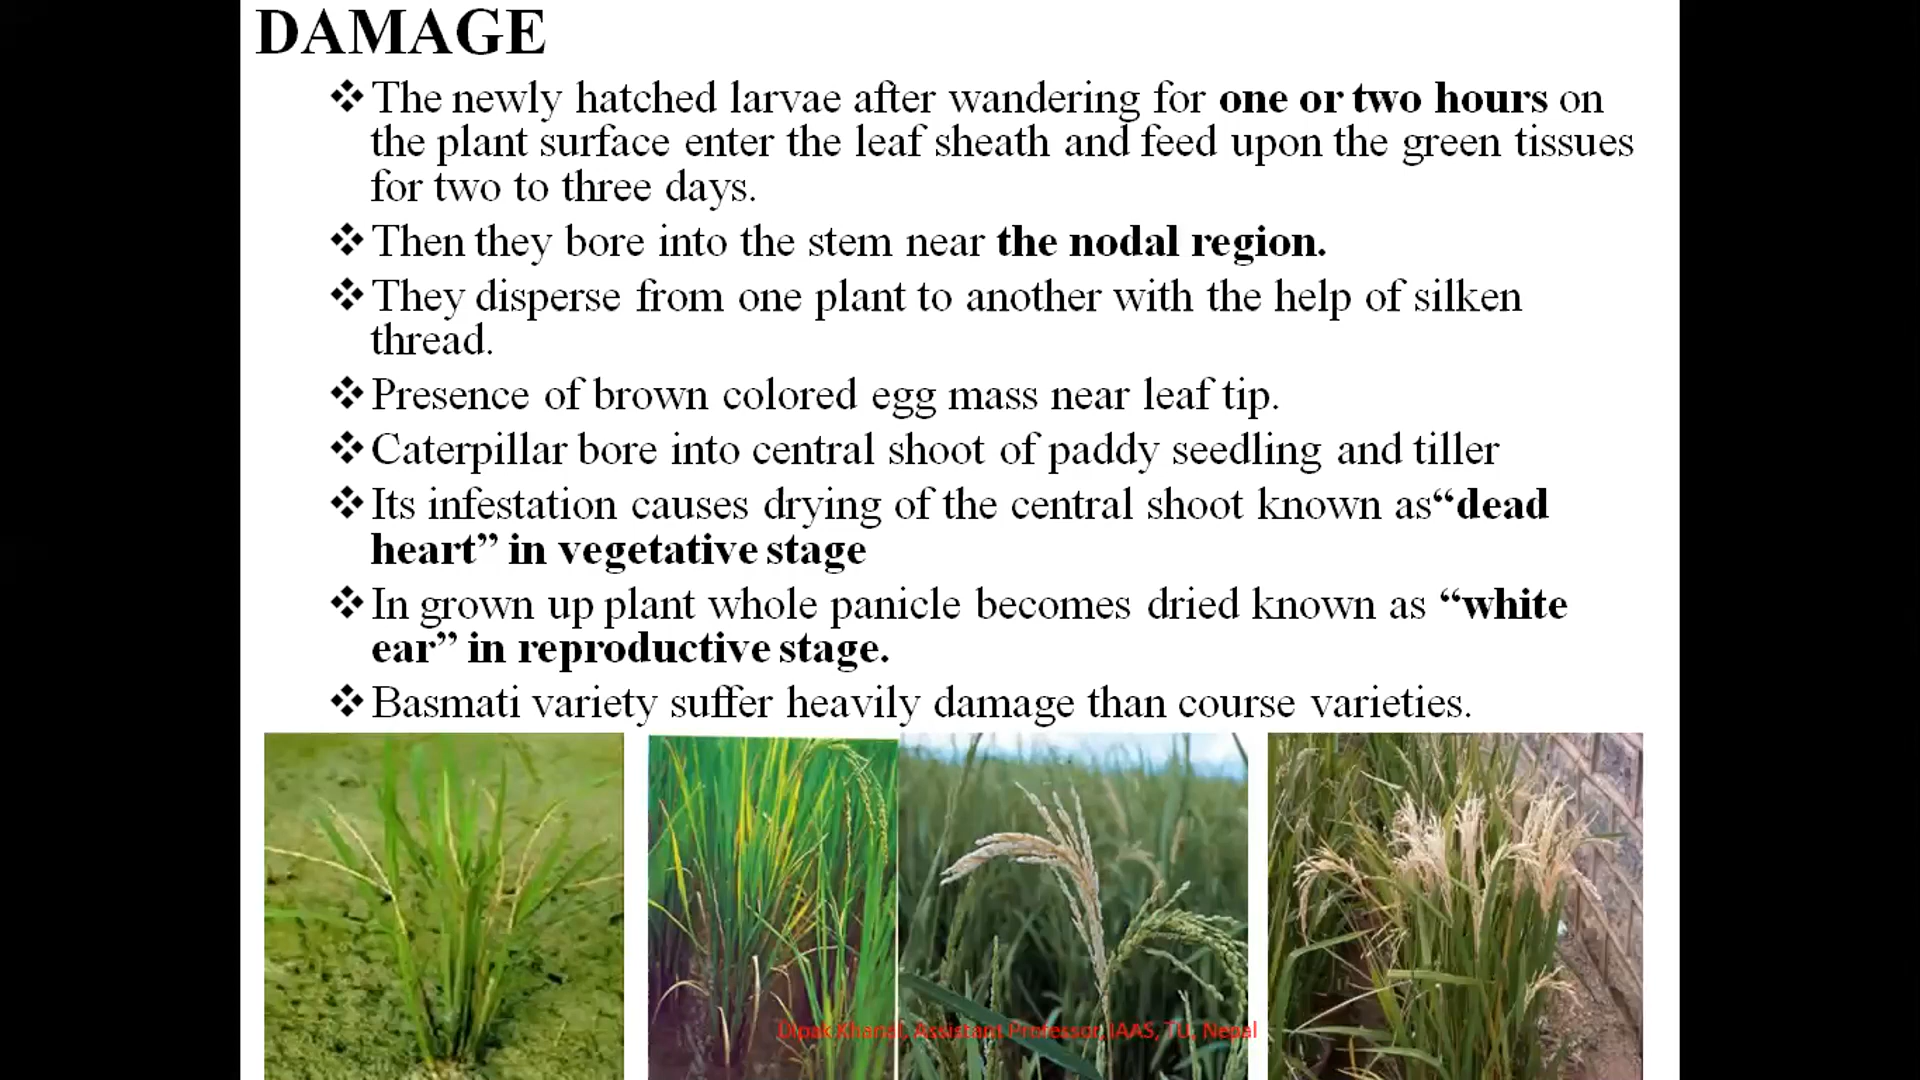 DAMAGE
❖The newly hatched larvae after wandering for one or two hours on
the plant surface enter the leaf sheath and feed upon the green tissues
for two to three days.
❖Then they bore into the stem near the nodal region.
❖They disperse from one plant to another with the help of silken
thread.
❖Presence of brown colored egg mass near leaf tip.
❖Caterpillar bore into central shoot of paddy seedling and tiller
❖Its infestation causes drying of the central shoot known as“dead
heart” in vegetative stage
❖In grown up plant whole panicle becomes dried known as “white
ear” in reproductive stage.
❖Basmati variety suffer heavily damage than course varieties.
Dipak Khanal, Assistant Professor, IAAS, TU, Nepal